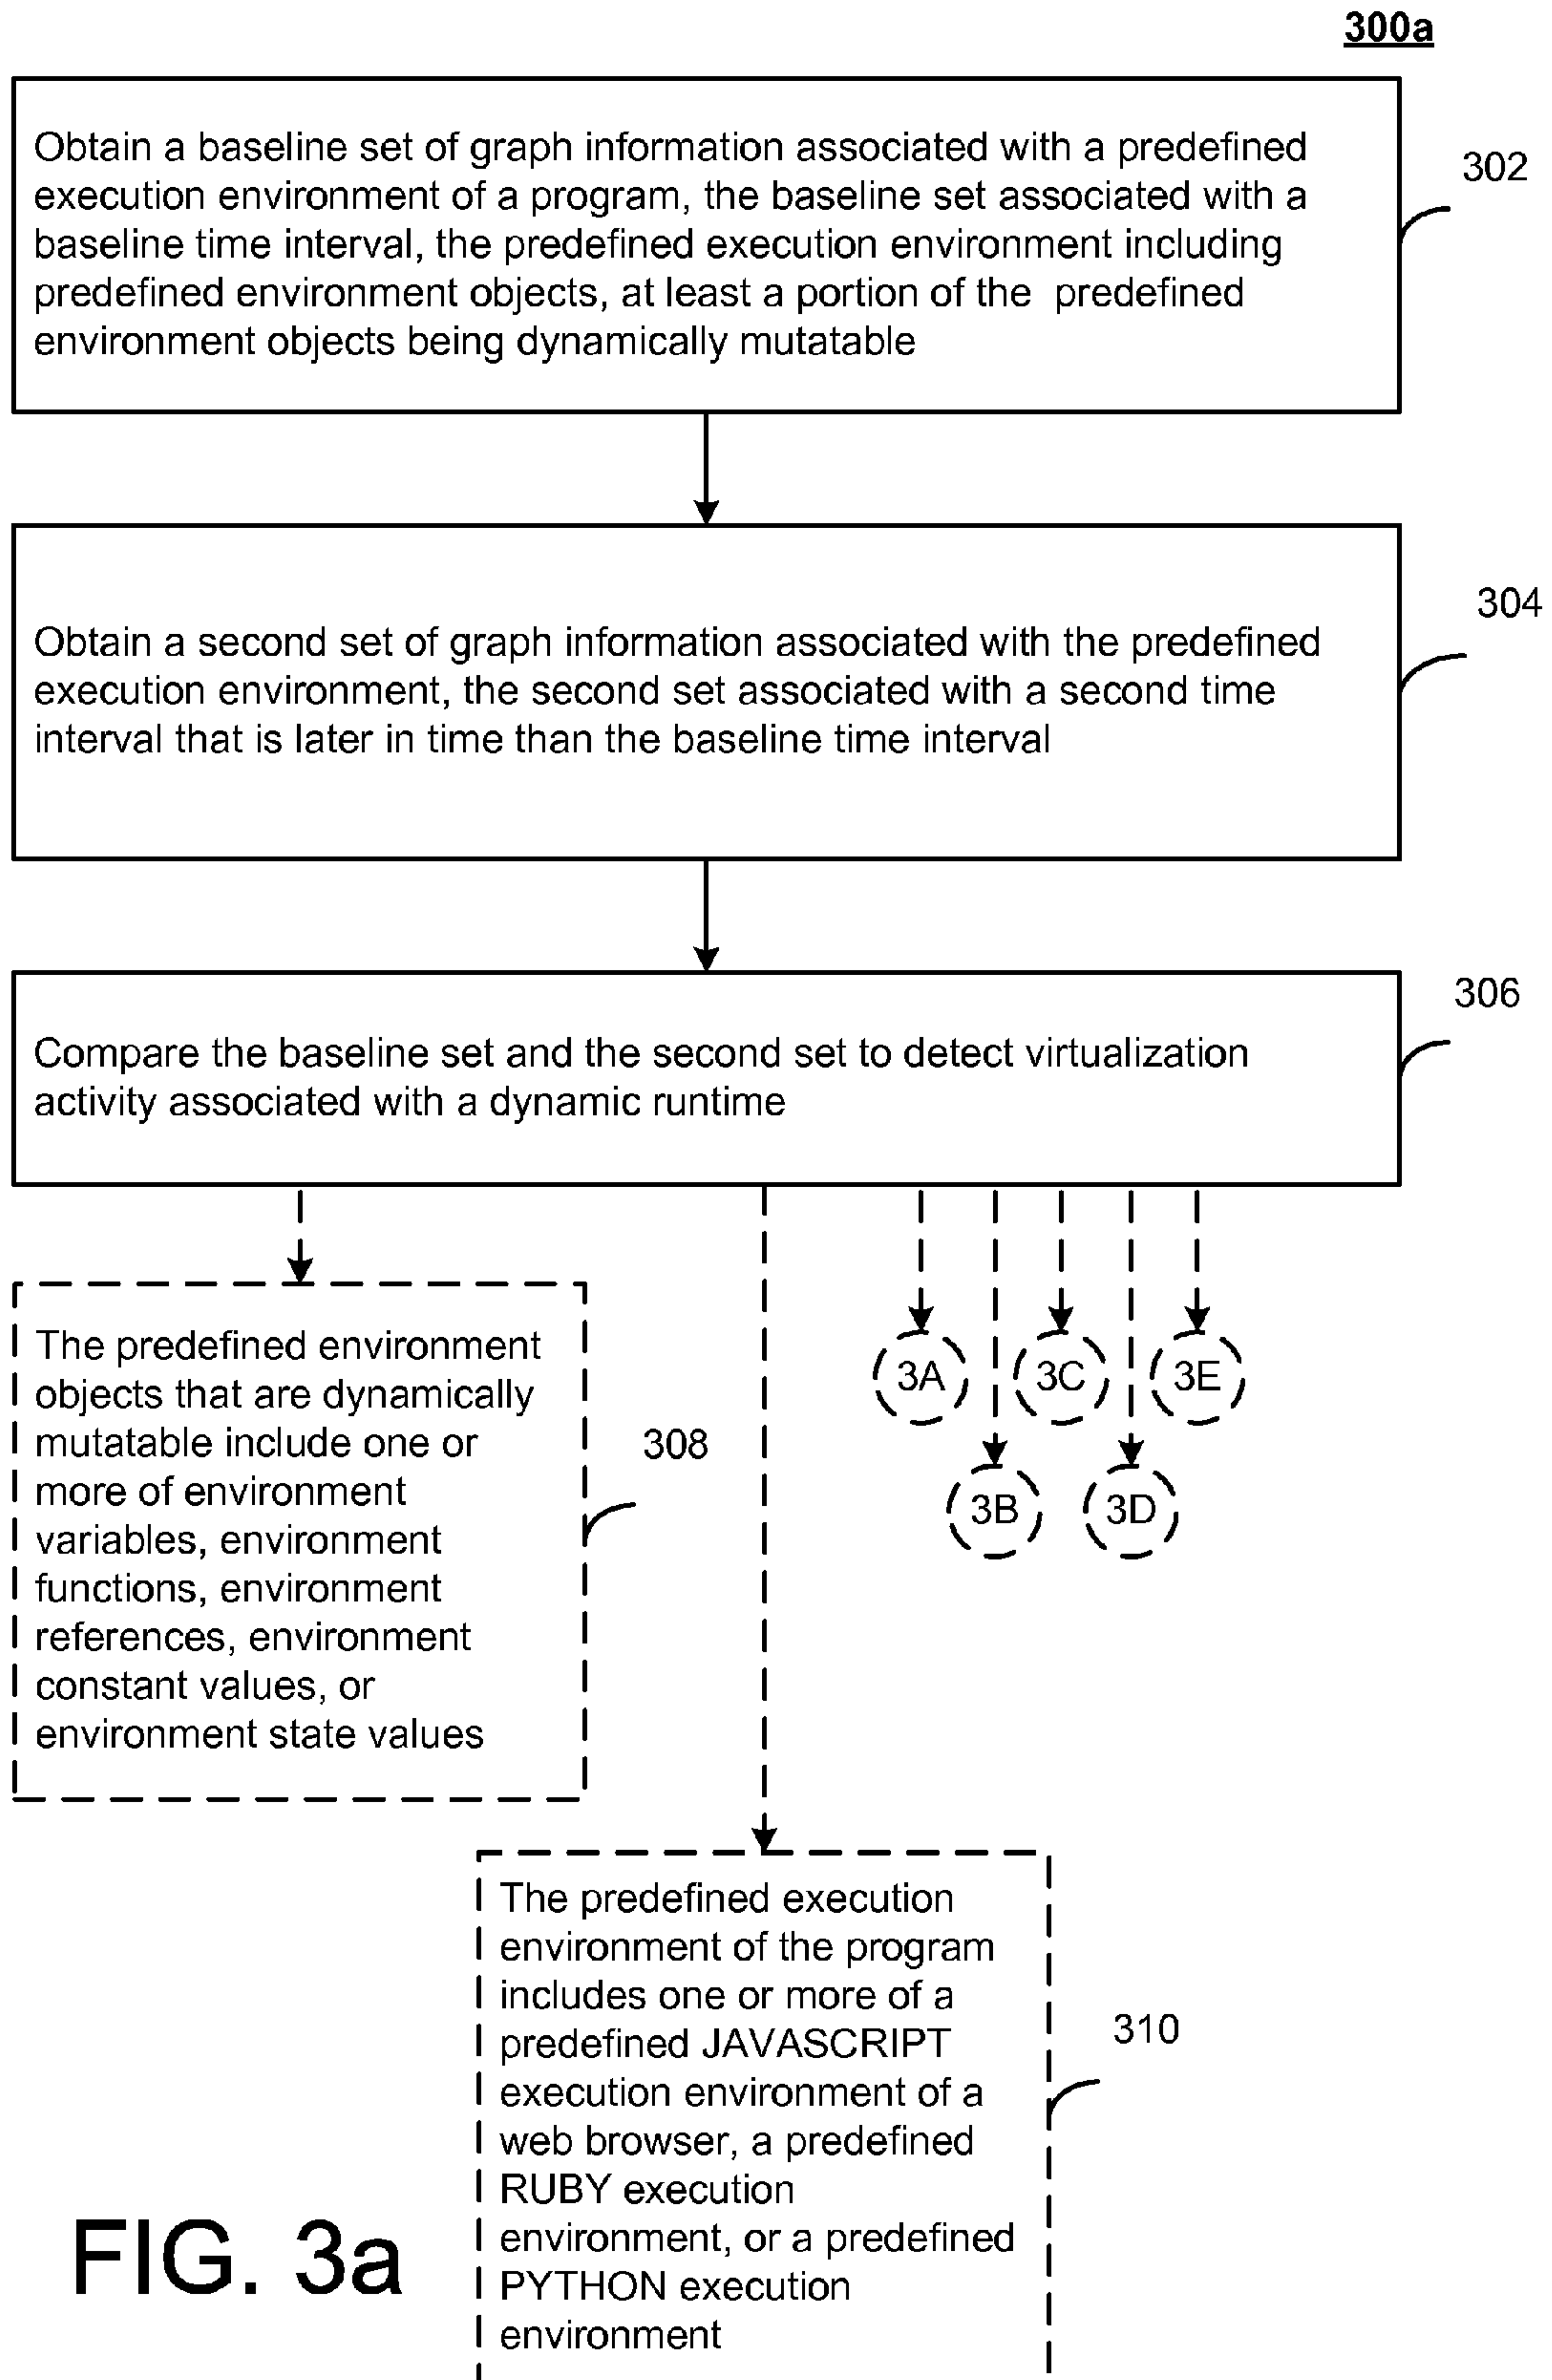 300a
Obtain a baseline set of graph information associated with a predefined
execution environment of a program, the baseline set associated with a
baseline time interval, the predefined execution environment including
predefined environment objects, at least a portion of the predefined
environment objects being dynamically mutatable
302
Obtain a second set of graph information associated with the predefined
execution environment, the second set associated with a second time
interval that is later in time than the baseline time interval
304
Compare the baseline set and the second set to detect virtualization
activity associated with a dynamic runtime
306
The predefined environment
objects that are dynamically
mutatable include one or
more of environment
variables, environment
functions, environment
references, environment
constant values, or
environment state values
308
3A
3C
3E
3B
3D
The predefined execution
environment of the program
includes one or more of a
predefined JAVASCRIPT
execution environment of a
web browser, a predefined
RUBY execution
environment, or a predefined
PYTHON execution
environment
310
FIG. 3a